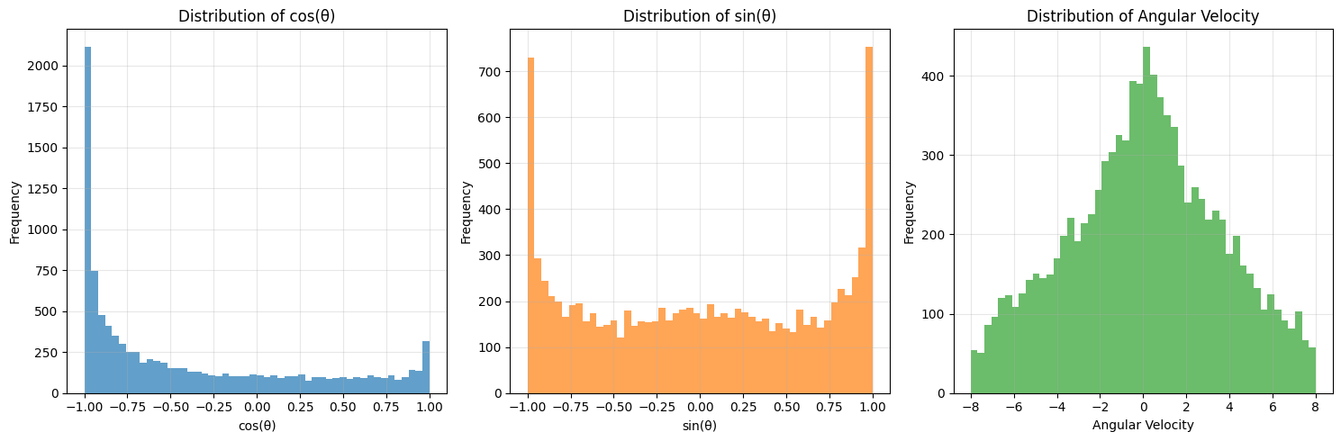 Distribution of cos(θ)
Frequency
2000
1750
1500
1250
1000
750
500
250
0
−1.00 −0.75 −0.50 −0.25 0.00 0.25 0.50 0.75 1.00
cos(θ)
Distribution of sin(θ)
Frequency
700
600
500
400
300
200
100
0
−1.00 −0.75 −0.50 −0.25 0.00 0.25 0.50 0.75 1.00
sin(θ)
Distribution of Angular Velocity
Frequency
400
300
200
100
0
−8 −6 −4 −2 0 2 4 6 8
Angular Velocity